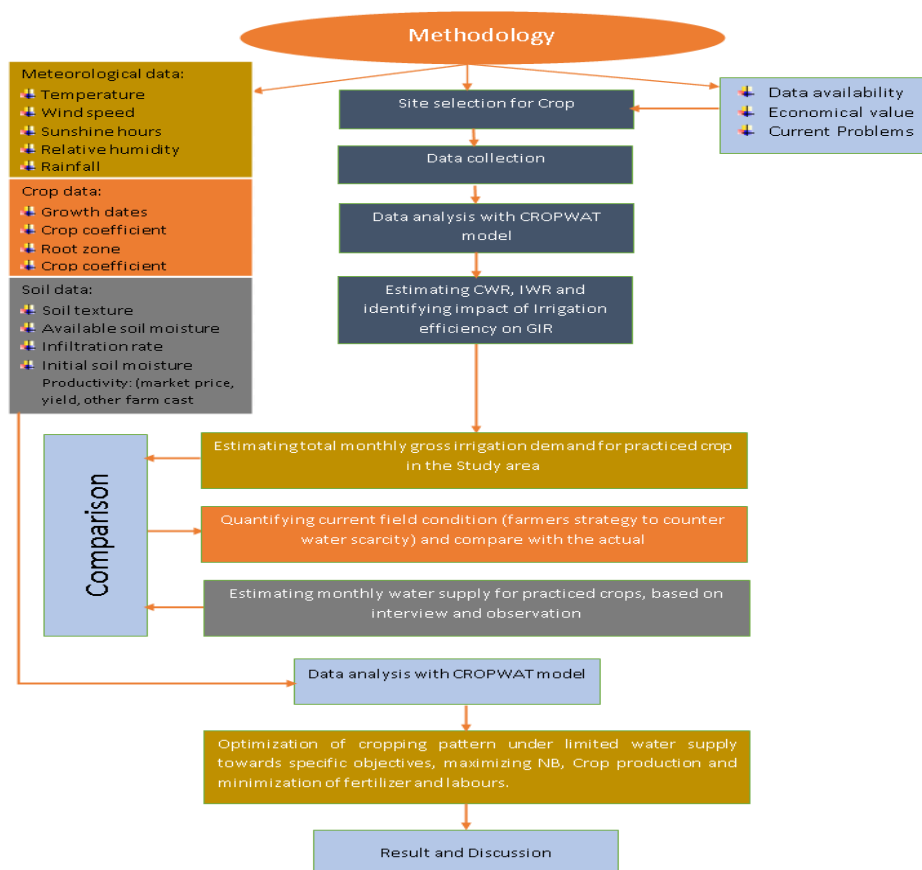 Methodology
Meteorological data:
Temperature
Wind speed
Sunshine hours
Relative humidity
Rainfall
Crop data:
Growth dates
Crop coefficient
Root zone
Crop coefficient
Soil data:
Soil texture
Available soil moisture
Infiltration rate
Initial soil moisture
Productivity: (market price,
yield, other farm cast
Site selection for Crop
Data availability
Economical value
Current Problems
Data collection
Data analysis with CROPWAT
model
Estimating CWR, IWR and
identifying impact of Irrigation
efficiency on GIR
Comparison
Estimating total monthly gross irrigation demand for practiced crop
in the Study area
Quantifying current field condition (farmers strategy to counter
water scarcity) and compare with the actual
Estimating monthly water supply for practiced crops, based on
interview and observation
Data analysis with CROPWAT model
Optimization of cropping pattern under limited water supply
towards specific objectives, maximizing NB, Crop production and
minimization of fertilizer and labours.
Result and Discussion